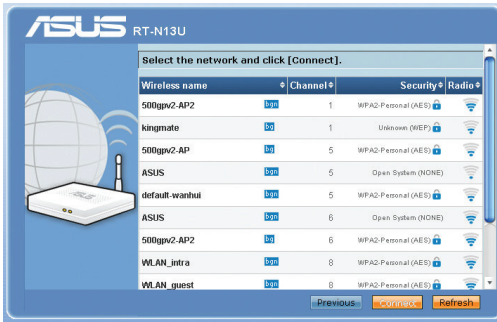 ASUS RT-N13U
Select the network and click [Connect].
Wireless name Channel Security Radio
500gpv2-AP2 bgn 1 WPA2-Personal (AES)
kingmate bg 1 Unknown (WEP)
500gpv2-AP bg 5 WPA2-Personal (AES)
ASUS bgn 5 Open System (NONE)
default-wanhui bgn 5 WPA2-Personal (AES)
ASUS bgn 6 Open System (NONE)
500gpv2-AP2 bg 6 WPA2-Personal (AES)
WLAN_intra bgn 8 WPA2-Personal (AES)
WLAN_guest bgn 8 WPA2-Personal (AES)
ASUS
Previous Connect Refresh